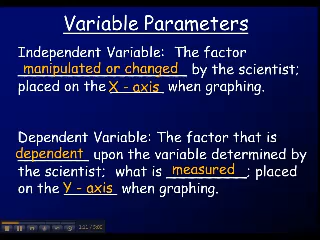 Variable Parameters
Independent Variable: The factor
manipulated or changed by the scientist;
placed on the X - axis when graphing.
Dependent Variable: The factor that is
dependent upon the variable determined by
the scientist; what is measured; placed
on the Y - axis when graphing.